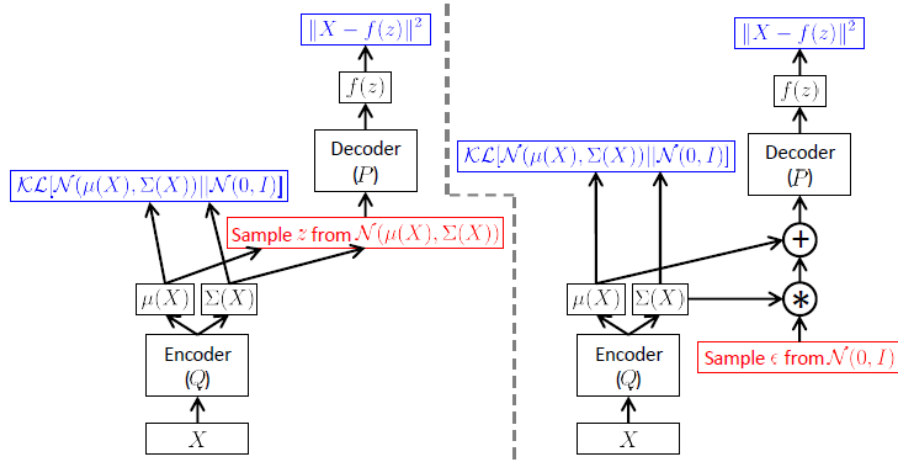 ‖X − f(z)‖²
f(z)
Decoder
(P)
𝒦ℒ[𝒩(μ(X), Σ(X))||𝒩(0, I)]
Sample z from 𝒩(μ(X), Σ(X))
μ(X)
Σ(X)
Encoder
(Q)
X
‖X − f(z)‖²
f(z)
Decoder
(P)
𝒦ℒ[𝒩(μ(X), Σ(X))||𝒩(0, I)]
+
μ(X)
Σ(X)
*
Encoder
(Q)
Sample ϵ from 𝒩(0, I)
X